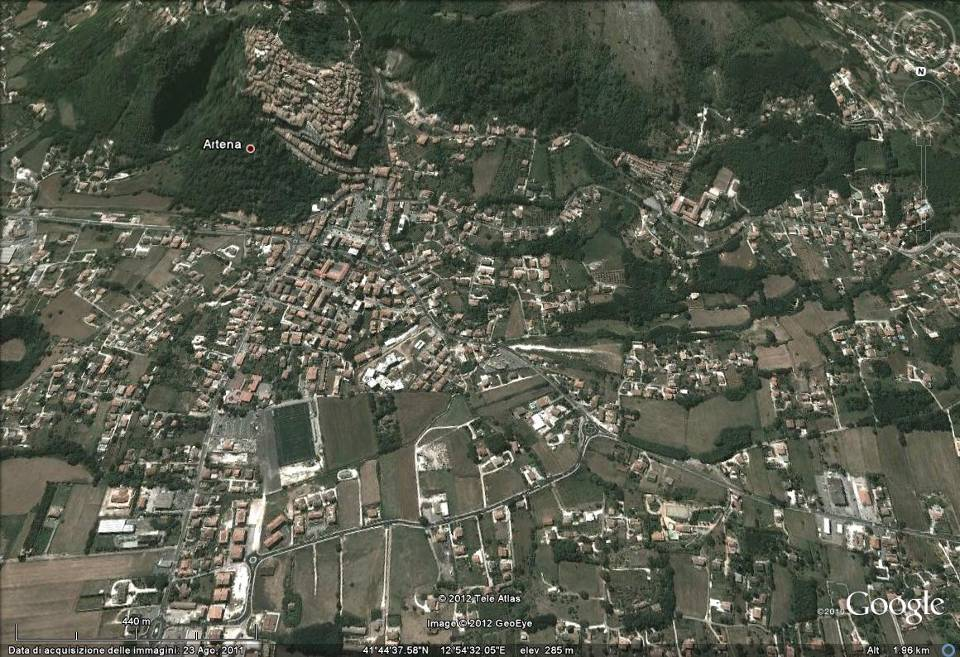 N
Artena
© 2012 Tele Atlas
Image © 2012 GeoEye
Google
440 m
Data di acquisizione delle immagini: 23 Ago, 2011 41°44'37.58"N 12°54'32.05"E elev 285 m Alt 1.96 km